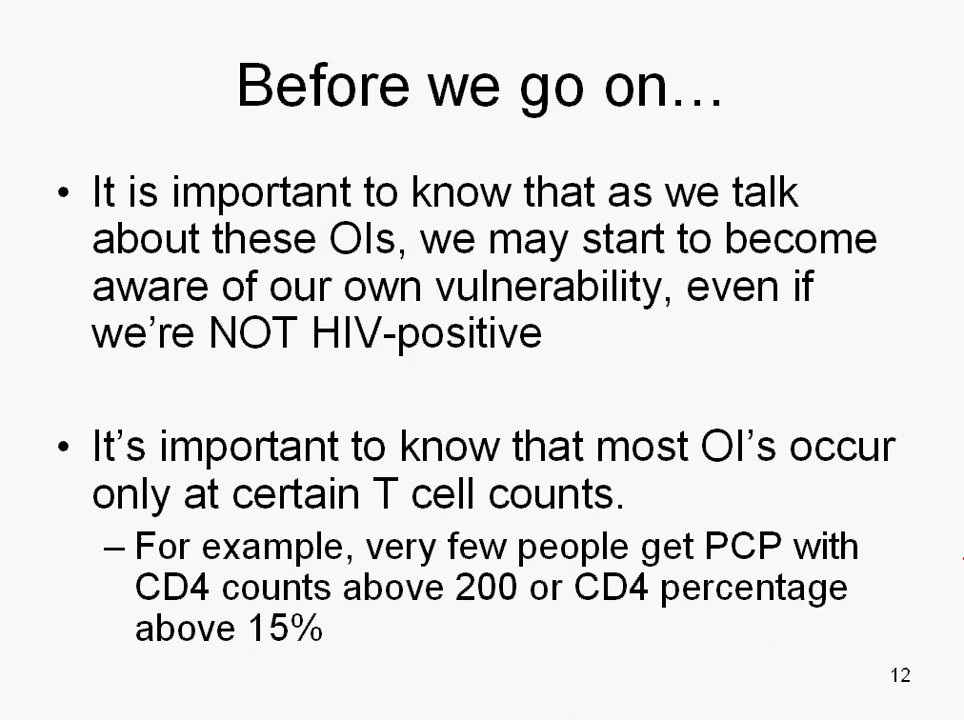 Before we go on…
• It is important to know that as we talk
about these OIs, we may start to become
aware of our own vulnerability, even if
we’re NOT HIV-positive
• It’s important to know that most OI’s occur
only at certain T cell counts.
– For example, very few people get PCP with
CD4 counts above 200 or CD4 percentage
above 15%
12